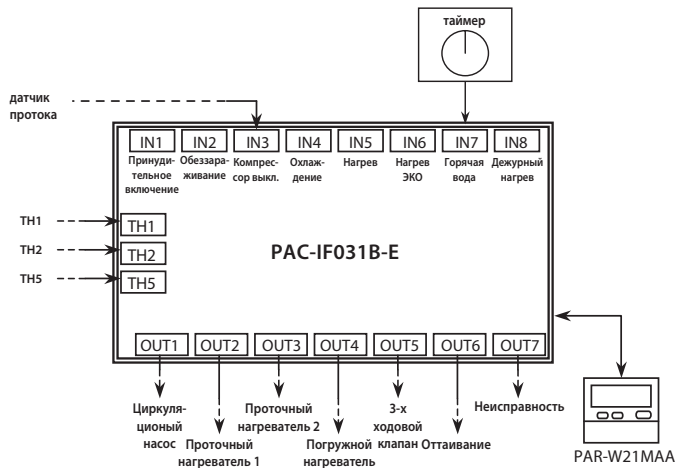 таймер
датчик
протока
IN1 IN2 IN3 IN4 IN5 IN6 IN7 IN8
Принуди- Обеззара- Компрес- Охлаж- Нагрев Нагрев Горячая Дежурный
тельное живание сор выкл. дение ЭКО вода нагрев
включение
TH1 TH1
TH2 TH2
PAC-IF031B-E
TH5 TH5
OUT1 OUT2 OUT3 OUT4 OUT5 OUT6 OUT7
Циркуля- Проточный 3-х Неисправность
ционый нагреватель 2 ходовой
насос Проточный Погружной клапан Оттаивание
нагреватель 1 нагреватель
PAR-W21MAA